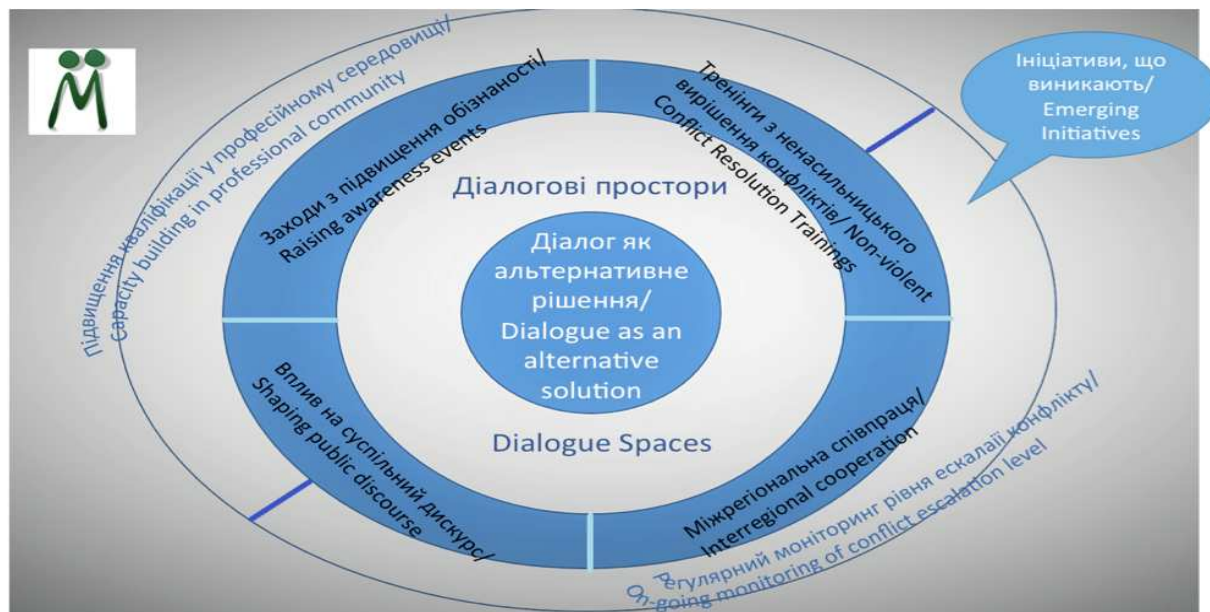 Підвищення кваліфікації у професійному середовищі/
Capacity building in professional community
Заходи з підвищення обізнаності/
Raising awareness events
Тренінги з ненасильницького
вирішення конфліктів/ Non-violent
Conflict Resolution Trainings
Ініціативи, що
виникають/
Emerging
Initiatives
Діалогові простори
Діалог як
альтернативне
рішення/
Dialogue as an
alternative
solution
Dialogue Spaces
Вплив на суспільний дискурс/
Shaping public discourse
Міжрегіональна співпраця/
Interregional cooperation
Регулярний моніторинг рівня ескалаії конфлікту/
On-going monitoring of conflict escalation level